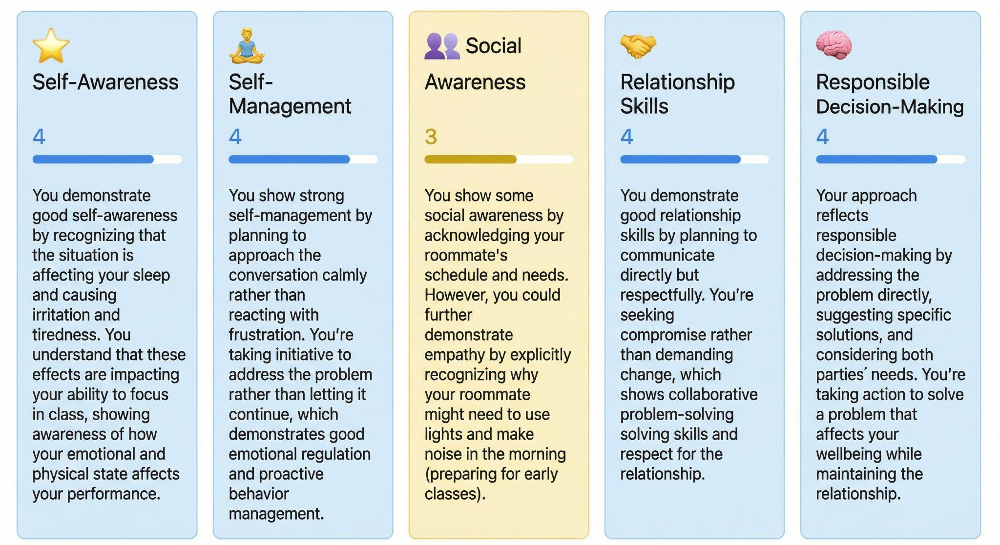 Self-Awareness
4
You demonstrate
good self-awareness
by recognizing that
the situation is
affecting your sleep
and causing
irritation and
tiredness. You
understand that these
effects are impacting
your ability to focus
in class, showing
awareness of how
your emotional and
physical state affects
your performance.
Self-
Management
4
You show strong
self-management by
planning to
approach the
conversation calmly
rather than
reacting with
frustration. You’re
taking initiative to
address the problem
rather than letting it
continue, which
demonstrates good
emotional regulation
and proactive
behavior
management.
Social
Awareness
3
You show some
social awareness by
acknowledging your
roommate's
schedule and needs.
However, you could
further
demonstrate
empathy by explicitly
recognizing why
your roommate
might need to use
lights and make
noise in the morning
(preparing for early
classes).
Relationship
Skills
4
You demonstrate
good relationship
skills by planning to
communicate
directly but
respectfully. You’re
seeking
compromise rather
than demanding
change, which
shows collaborative
problem-solving
solving skills and
respect for the
relationship.
Responsible
Decision-Making
4
Your approach
reflects
responsible
decision-making by
addressing the
problem directly,
suggesting specific
solutions, and
considering both
parties‘ needs. You’re
taking action to solve
a problem that
affects your
wellbeing while
maintaining the
relationship.